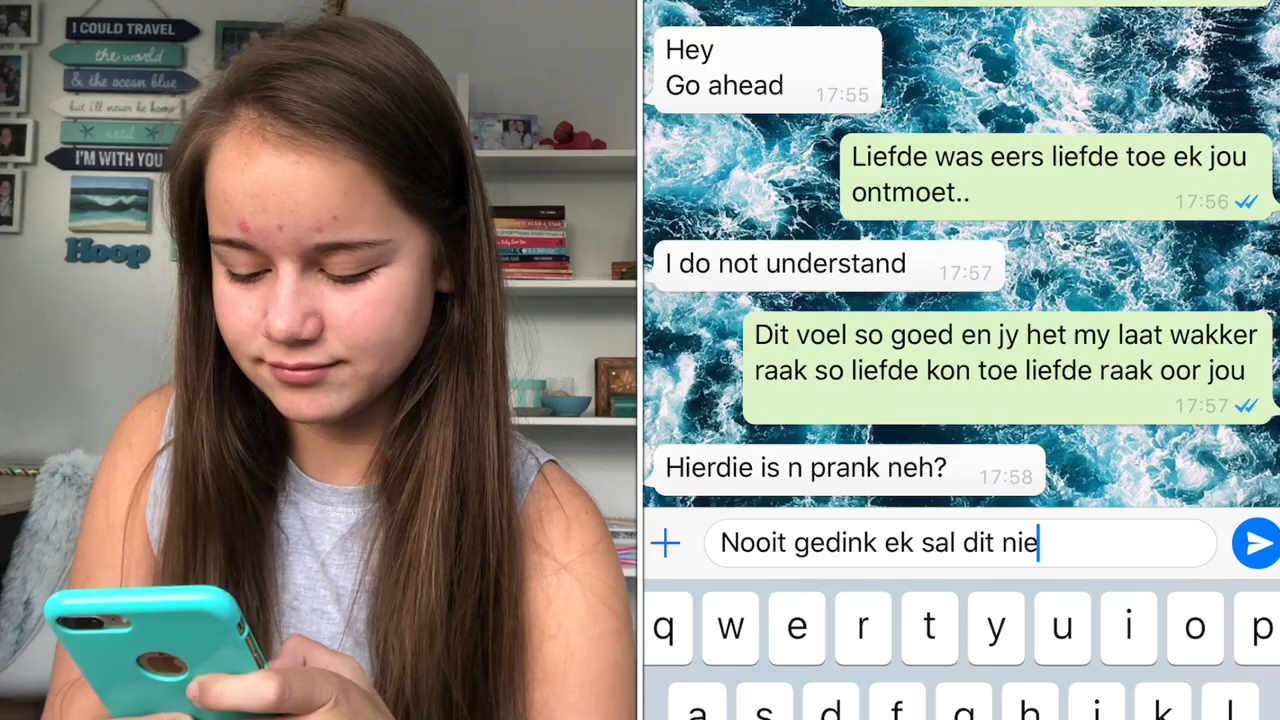 I COULD TRAVEL
the world
& the ocean blue
but i'll never be home
until
I'M WITH YOU
Hoop
Hey
Go ahead
17:55
Liefde was eers liefde toe ek jou
ontmoet..
17:56
I do not understand
17:57
Dit voel so goed en jy het my laat wakker
raak so liefde kon toe liefde raak oor jou
17:57
Hierdie is n prank neh?
17:58
Nooit gedink ek sal dit nie
q w e r t y u i o p
a s d f g h j k l